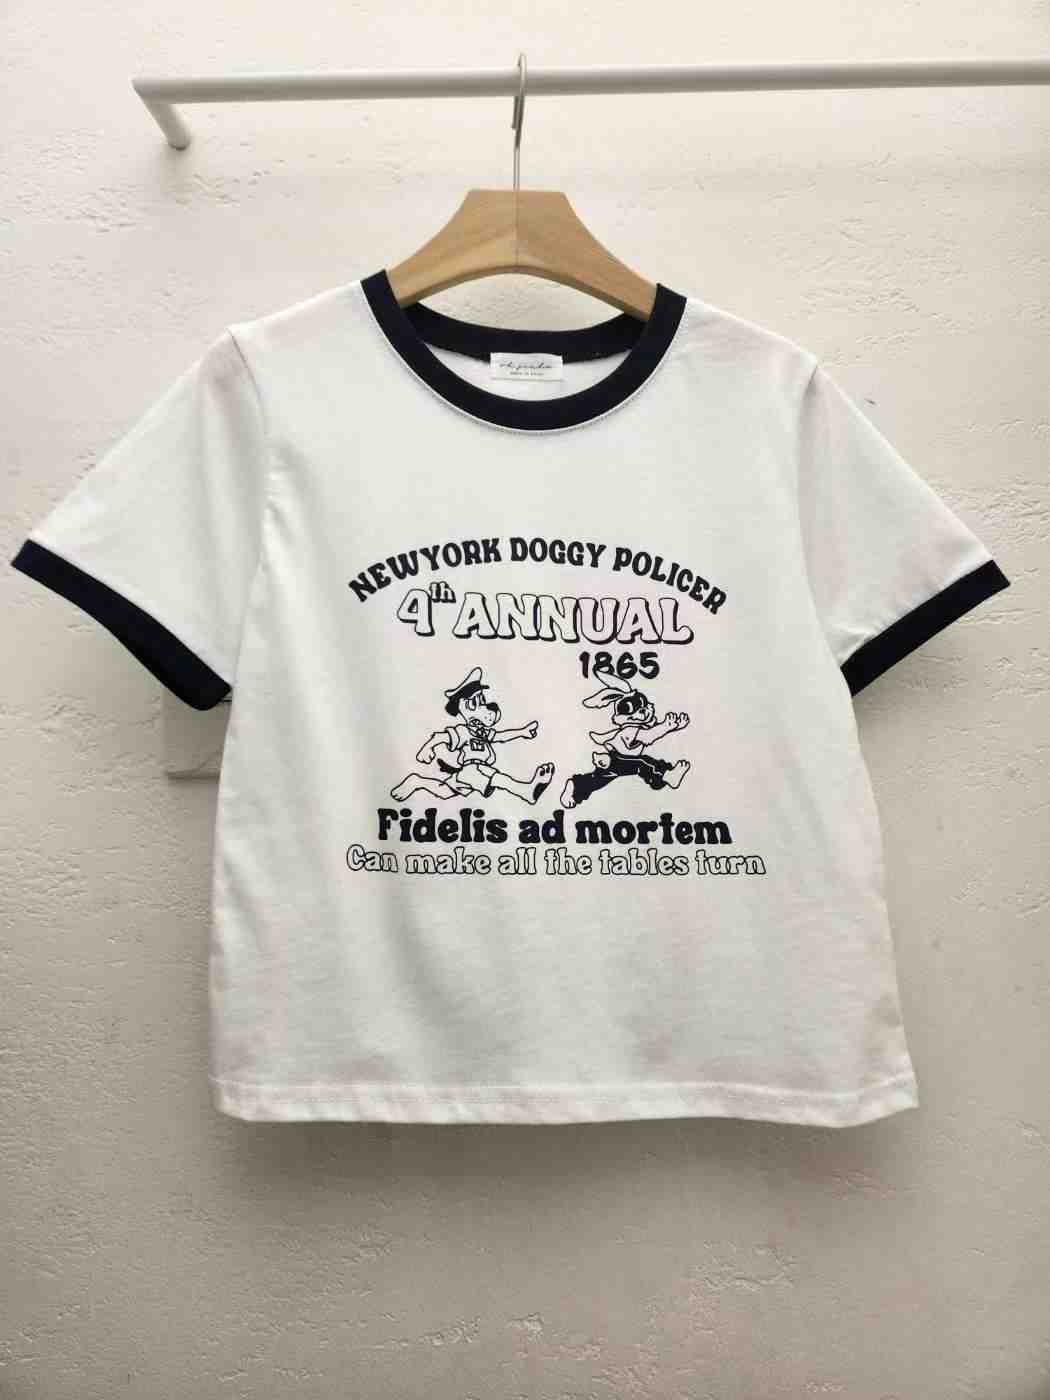 NEWYORK DOGGY POLICER
4th ANNUAL
1865
Fidelis ad mortem
Can make all the tables turn